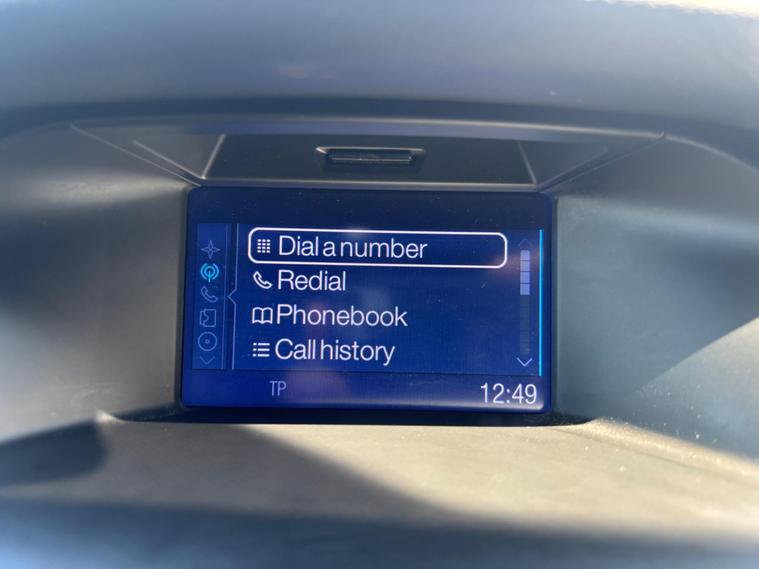 Dial a number
Redial
Phonebook
Call history
TP
12:49